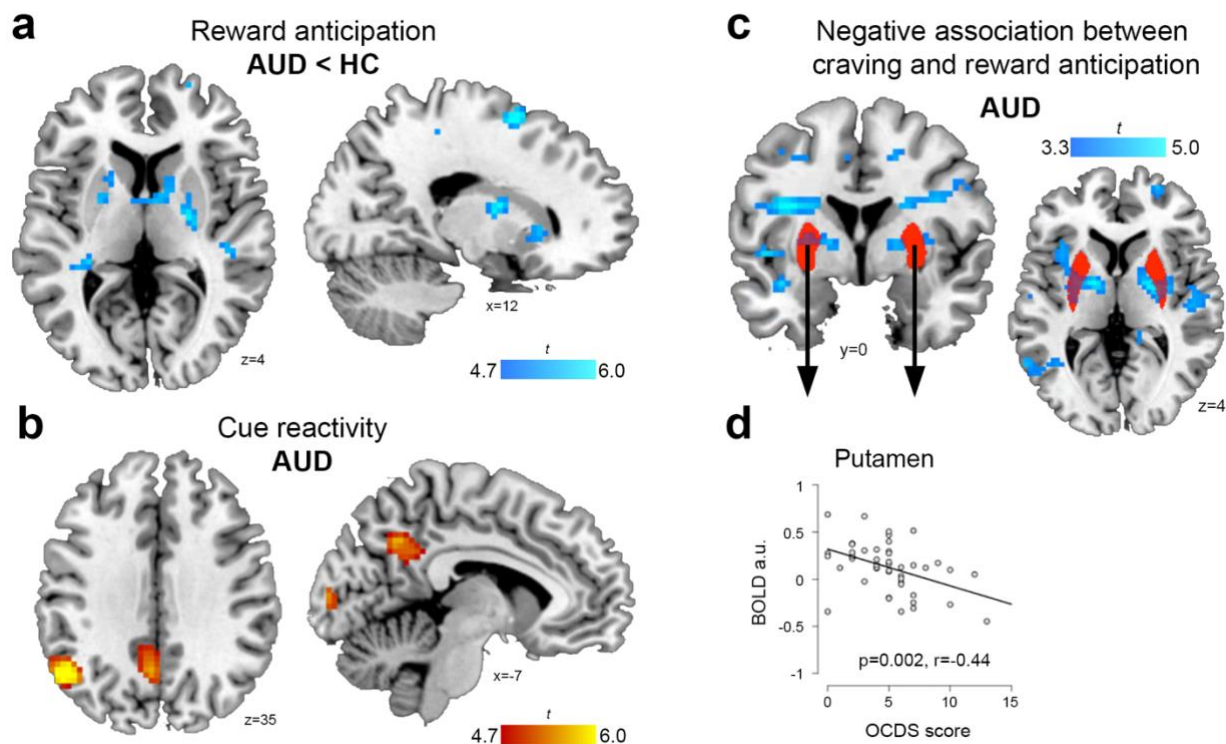 a
Reward anticipation
AUD < HC
z=4
x=12
t
4.7 6.0
b
Cue reactivity
AUD
z=35
x=-7
t
4.7 6.0
c
Negative association between
craving and reward anticipation
AUD
t
3.3 5.0
y=0
z=4
d
Putamen
BOLD a.u.
1
0.5
0
-0.5
-1
p=0.002, r=-0.44
0 5 10 15
OCDS score